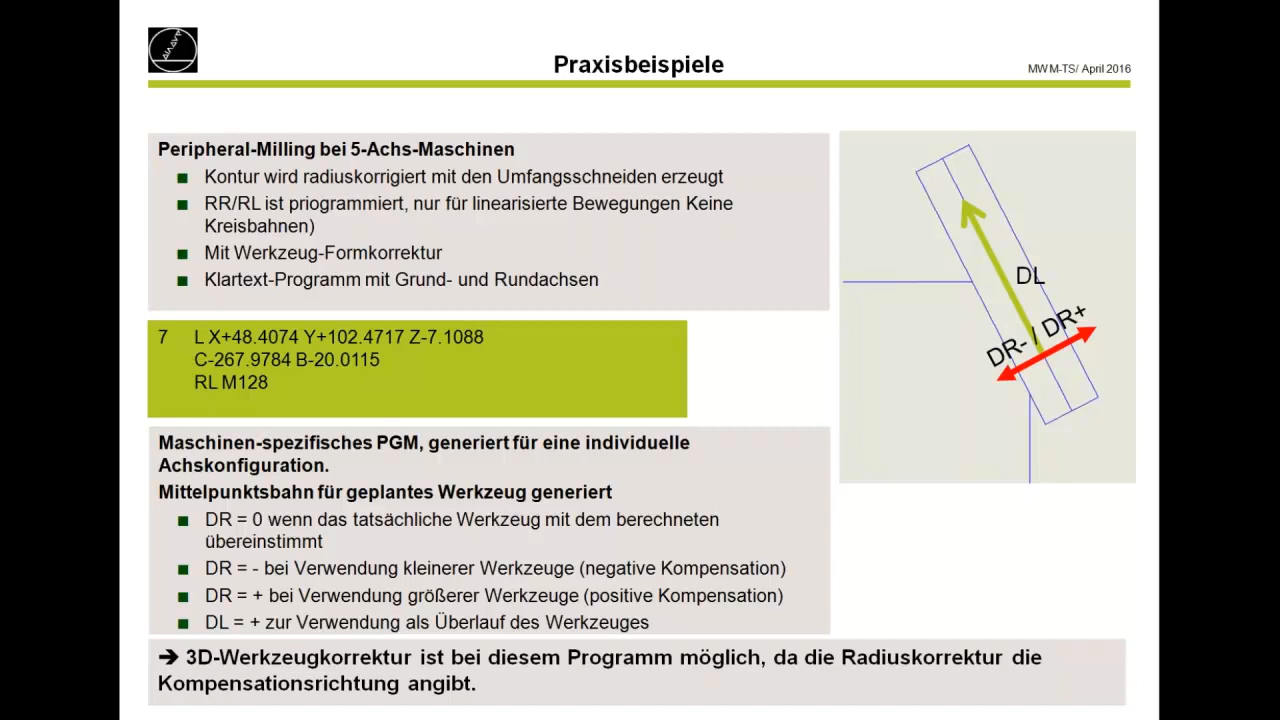 Praxisbeispiele
MWM-TS/ April 2016
Peripheral-Milling bei 5-Achs-Maschinen
Kontur wird radiuskorrigiert mit den Umfangsschneiden erzeugt
RR/RL ist priogrammiert, nur für linearisierte Bewegungen Keine
Kreisbahnen)
Mit Werkzeug-Formkorrektur
Klartext-Programm mit Grund- und Rundachsen
DL
DR- / DR+
7 L X+48.4074 Y+102.4717 Z-7.1088
C-267.9784 B-20.0115
RL M128
Maschinen-spezifisches PGM, generiert für eine individuelle
Achskonfiguration.
Mittelpunktsbahn für geplantes Werkzeug generiert
DR = 0 wenn das tatsächliche Werkzeug mit dem berechneten
übereinstimmt
DR = - bei Verwendung kleinerer Werkzeuge (negative Kompensation)
DR = + bei Verwendung größerer Werkzeuge (positive Kompensation)
DL = + zur Verwendung als Überlauf des Werkzeuges
➔ 3D-Werkzeugkorrektur ist bei diesem Programm möglich, da die Radiuskorrektur die
Kompensationsrichtung angibt.